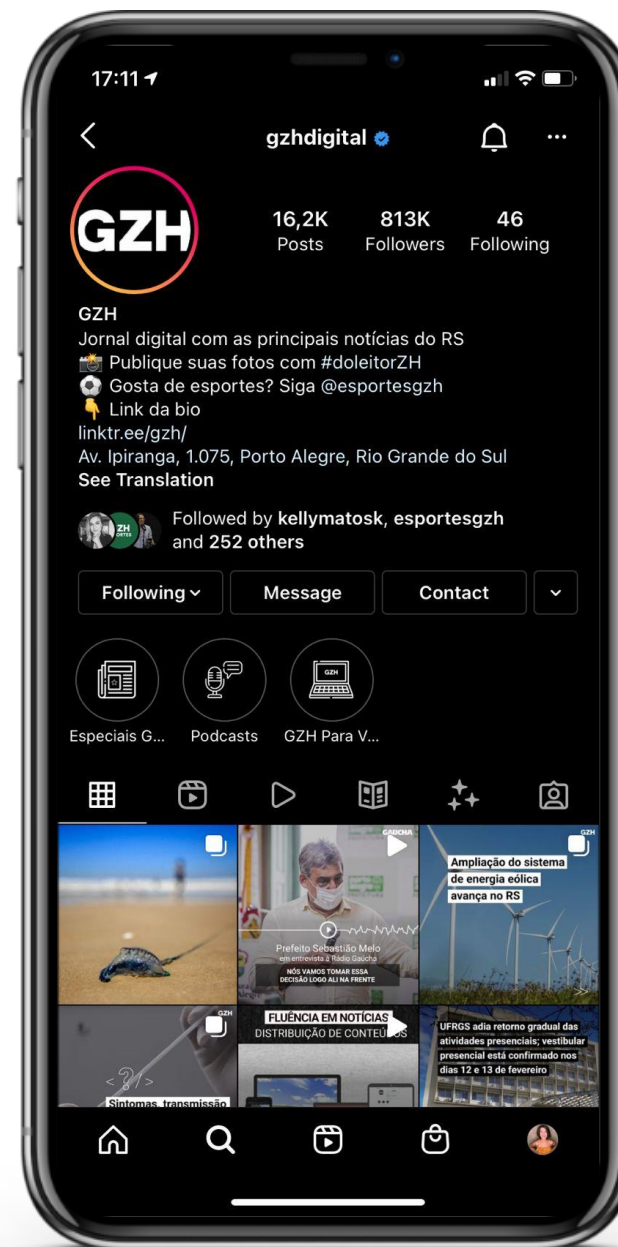 17:11
gzhdigital
GZH
16,2K
Posts
813K
Followers
46
Following
GZH
Jornal digital com as principais notícias do RS
📸 Publique suas fotos com #doleitorZH
⚽ Gosta de esportes? Siga @esportesgzh
👇 Link da bio
linktr.ee/gzh/
Av. Ipiranga, 1.075, Porto Alegre, Rio Grande do Sul
See Translation
ZH
Followed by kellymatosk, esportesgzh
and 252 others
Following
Message
Contact
GZH
Especiais G...
Podcasts
GZH Para V...
GAÚCHA
Prefeito Sebastião Melo
em entrevista à Rádio Gaúcha
NÓS VAMOS TOMAR ESSA
DECISÃO LOGO ALI NA FRENTE
GZH
Ampliação do sistema
de energia eólica
avança no RS
GZH
<?/>
Sintomas, transmissão
FLUÊNCIA EM NOTÍCIAS
DISTRIBUIÇÃO DE CONTEÚDOS
UFRGS adia retorno gradual das
atividades presenciais; vestibular
presencial está confirmado nos
dias 12 e 13 de fevereiro